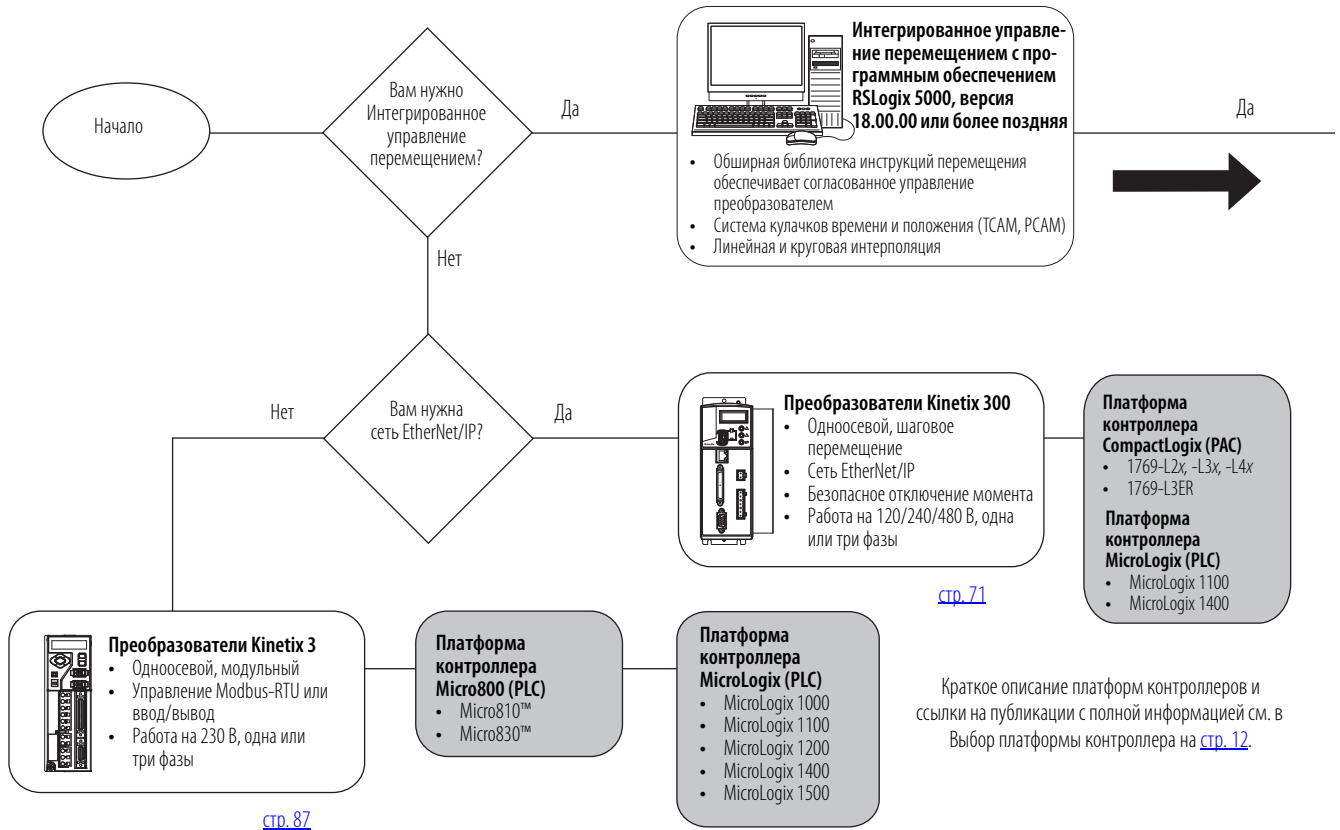 Начало
Вам нужно
Интегрированное
управление
перемещением?
Да
Интегрированное управле-
ние перемещением с про-
граммным обеспечением
RSLogix 5000, версия
18.00.00 или более поздняя
• Обширная библиотека инструкций перемещения
обеспечивает согласованное управление
преобразователем
• Система кулачков времени и положения (TCAM, PCAM)
• Линейная и круговая интерполяция
Да
Нет
Нет
Вам нужна
сеть EtherNet/IP?
Да
Преобразователи Kinetix 300
• Одноосевой, шаговое
перемещение
• Сеть EtherNet/IP
• Безопасное отключение момента
• Работа на 120/240/480 В, одна
или три фазы
стр. 71
Платформа
контроллера
CompactLogix (PAC)
• 1769-L2x, -L3x, -L4x
• 1769-L3ER
Платформа
контроллера
MicroLogix (PLC)
• MicroLogix 1100
• MicroLogix 1400
Преобразователи Kinetix 3
• Одноосевой, модульный
• Управление Modbus-RTU или
ввод/вывод
• Работа на 230 В, одна или
три фазы
стр. 87
Платформа
контроллера
Micro800 (PLC)
• Micro810™
• Micro830™
Платформа
контроллера
MicroLogix (PLC)
• MicroLogix 1000
• MicroLogix 1100
• MicroLogix 1200
• MicroLogix 1400
• MicroLogix 1500
Краткое описание платформ контроллеров и
ссылки на публикации с полной информацией см. в
Выбор платформы контроллера на стр. 12.